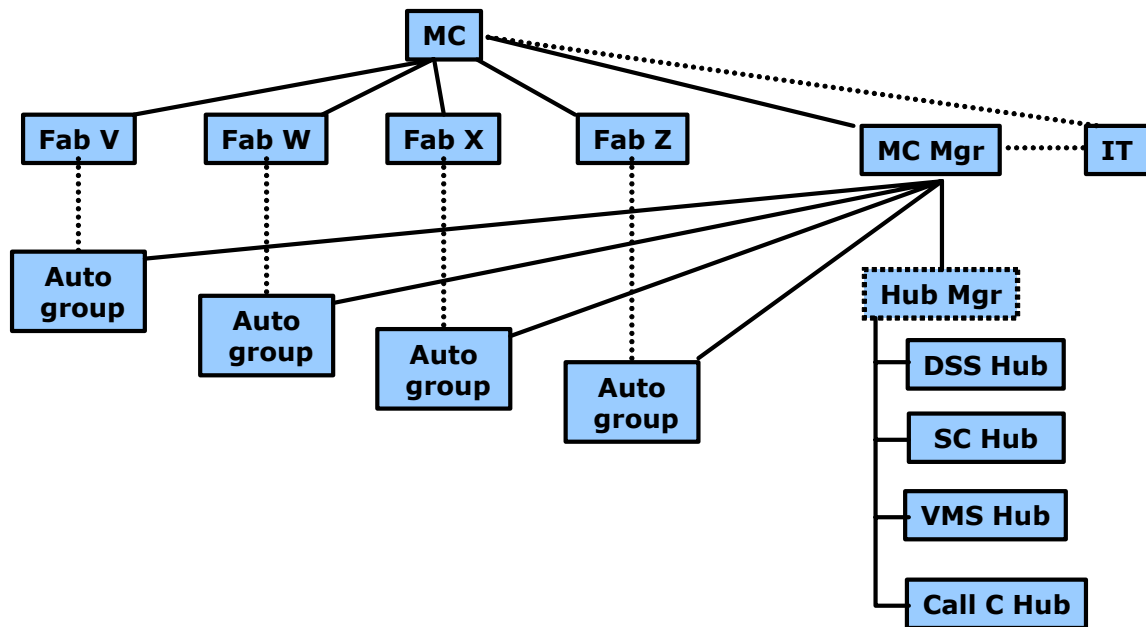 MC
Fab V
Fab W
Fab X
Fab Z
MC Mgr
IT
Auto
group
Auto
group
Auto
group
Auto
group
Hub Mgr
DSS Hub
SC Hub
VMS Hub
Call C Hub